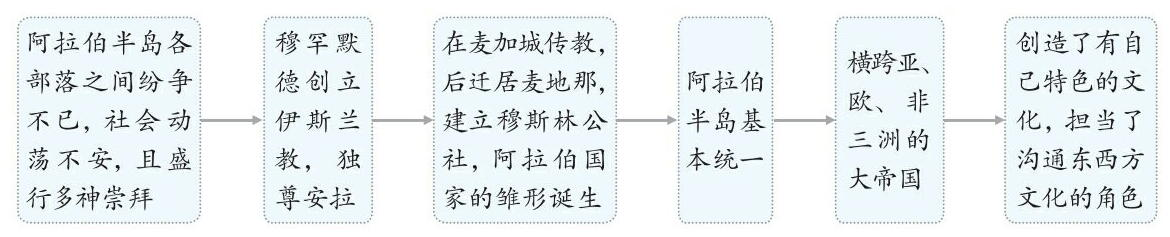 阿拉伯半岛各
部落之间纷争
不已，社会动
荡不安，且盛
行多神崇拜
穆罕默
德创立
伊斯兰
教，独
尊安拉
在麦加城传教，
后迁居麦地那，
建立穆斯林公
社，阿拉伯国
家的雏形诞生
阿拉伯
半岛基
本统一
横跨亚、
欧、非
三洲的
大帝国
创造了有自
己特色的文
化，担当了
沟通东西方
文化的角色